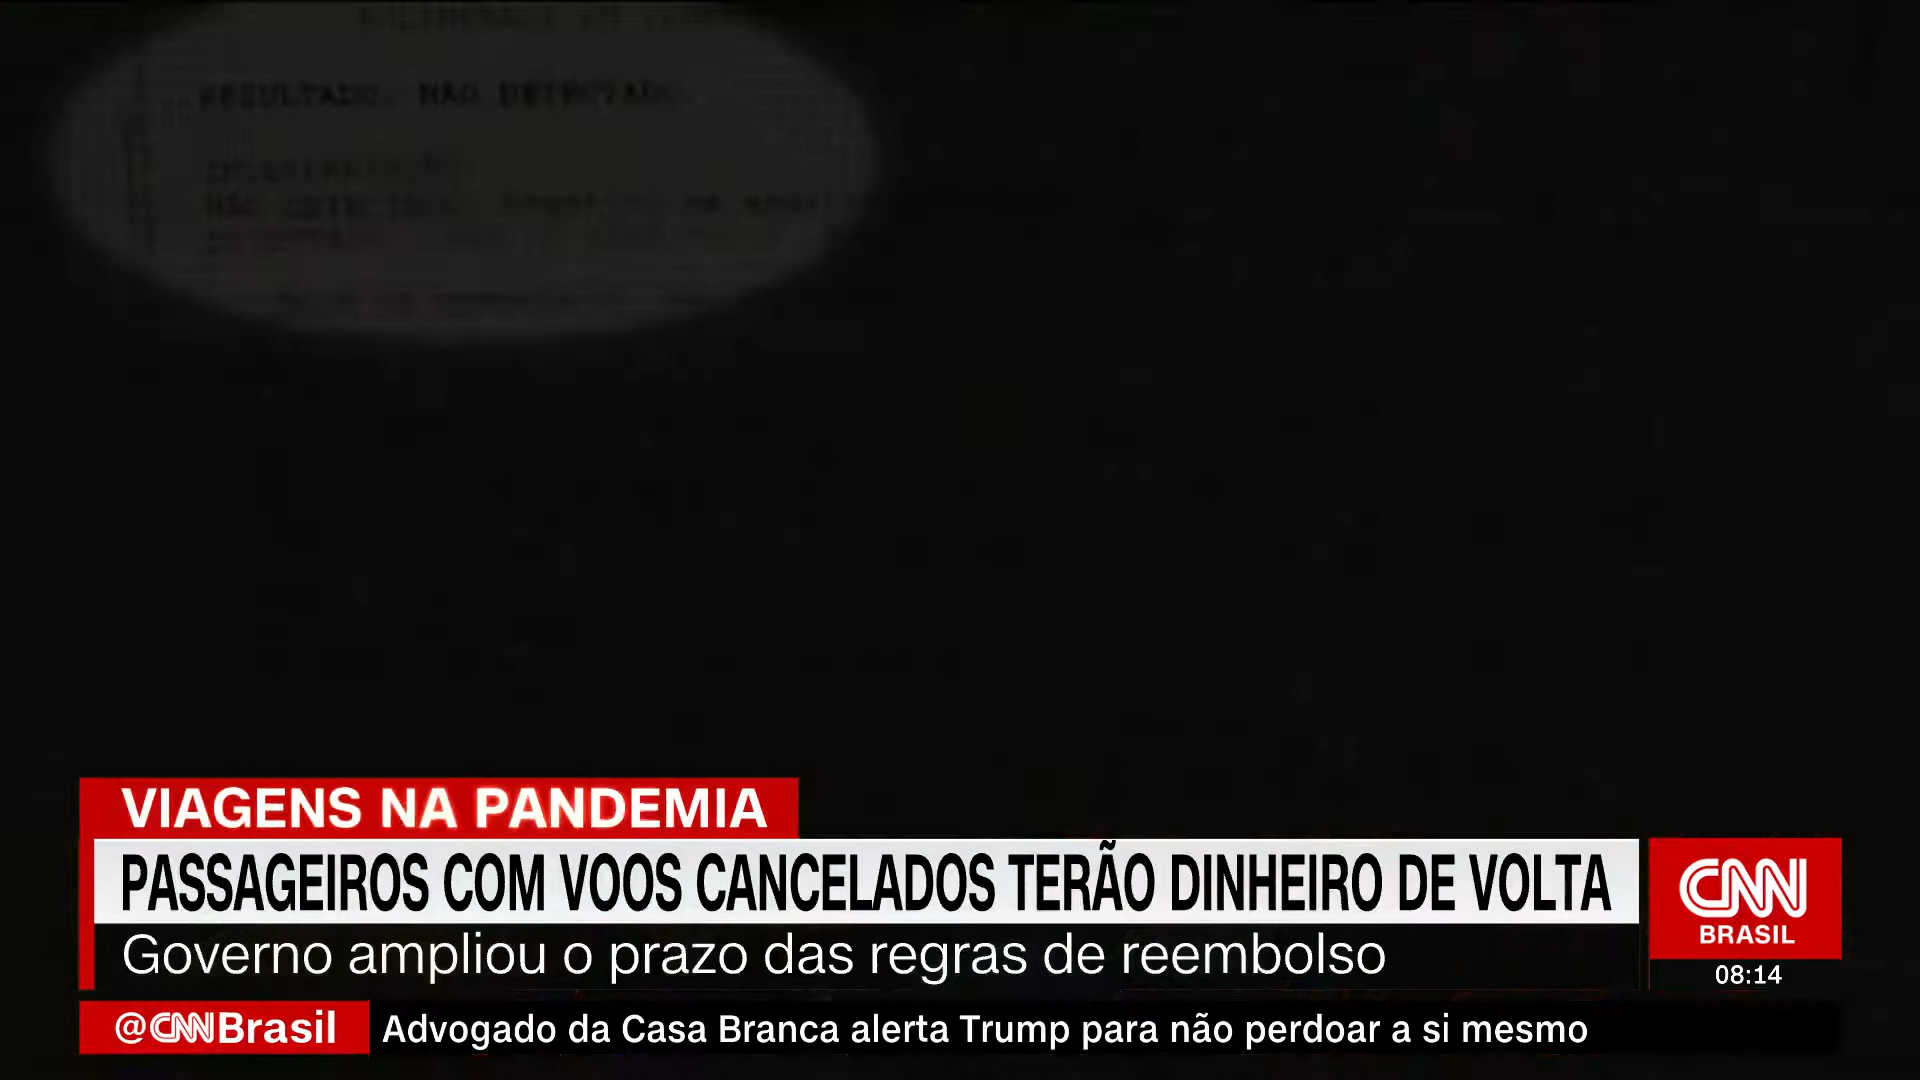 RESULTADO: NÃO DETECTADO.
VIAGENS NA PANDEMIA
PASSAGEIROS COM VOOS CANCELADOS TERÃO DINHEIRO DE VOLTA
Governo ampliou o prazo das regras de reembolso
CNN
BRASIL
08:14
@CNNBrasil Advogado da Casa Branca alerta Trump para não perdoar a si mesmo